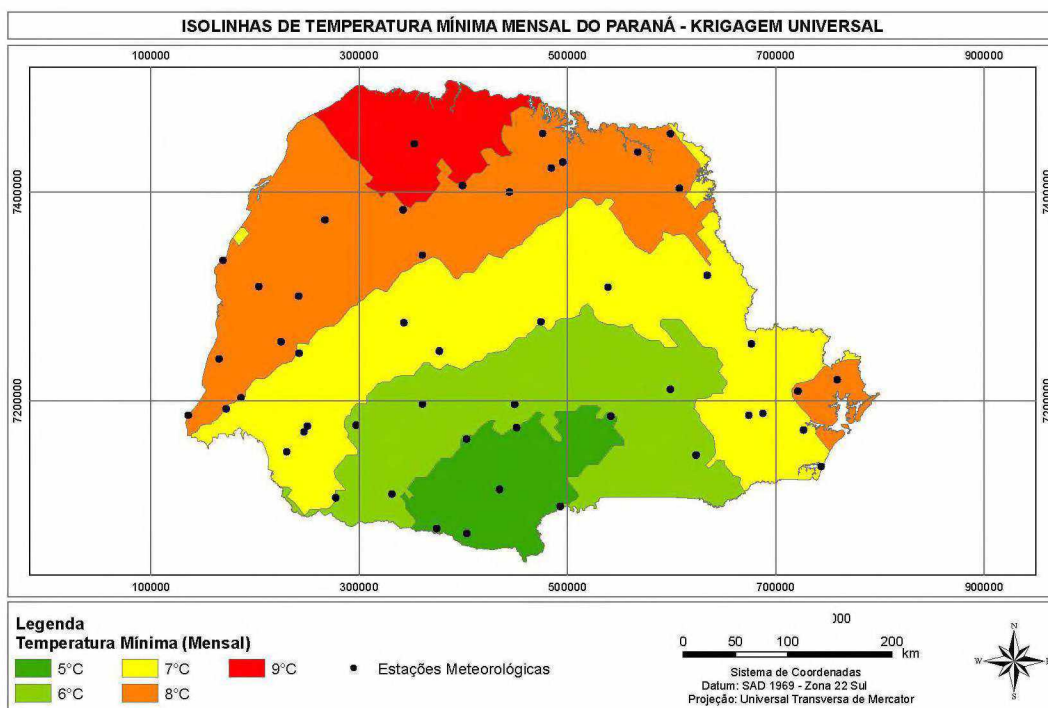 ISOLINHAS DE TEMPERATURA MÍNIMA MENSAL DO PARANÁ - KRIGAGEM UNIVERSAL
100000 300000 500000 700000 900000
7400000 7400000
7200000 7200000
100000 300000 500000 700000 900000
Legenda
Temperatura Mínima (Mensal)
5°C 7°C 9°C Estações Meteorológicas
6°C 8°C
000
0 50 100 200
km
Sistema de Coordenadas
Datum: SAD 1969 - Zona 22 Sul
Projeção: Universal Transversa de Mercator
N
W E
S